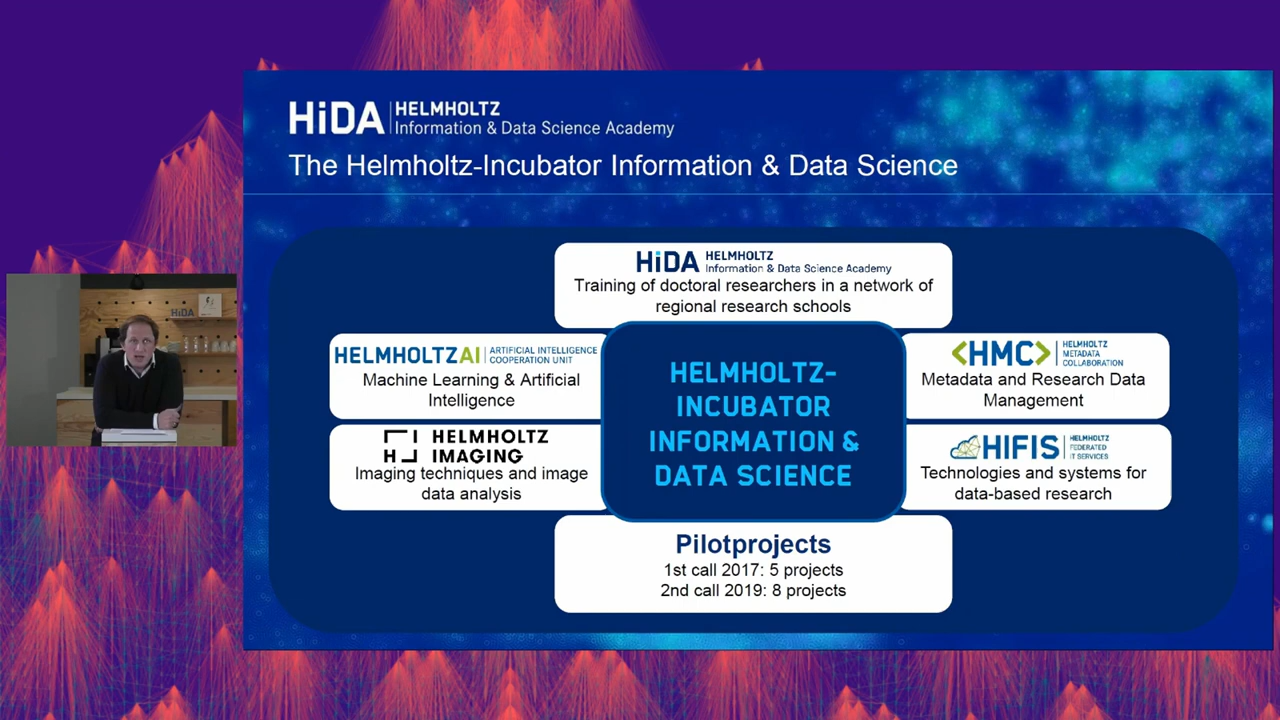 HiDA HELMHOLTZ
Information & Data Science Academy
The Helmholtz-Incubator Information & Data Science
HiDA HELMHOLTZ
Information & Data Science Academy
Training of doctoral researchers in a network of
regional research schools
HELMHOLTZAI ARTIFICIAL INTELLIGENCE
COOPERATION UNIT
Machine Learning & Artificial
Intelligence
HELMHOLTZ
IMAGING
Imaging techniques and image
data analysis
HELMHOLTZ-
INCUBATOR
INFORMATION &
DATA SCIENCE
<HMC> HELMHOLTZ
METADATA
COLLABORATION
Metadata and Research Data
Management
HIFIS HELMHOLTZ
FEDERATED
IT SERVICES
Technologies and systems for
data-based research
Pilotprojects
1st call 2017: 5 projects
2nd call 2019: 8 projects
HiDA